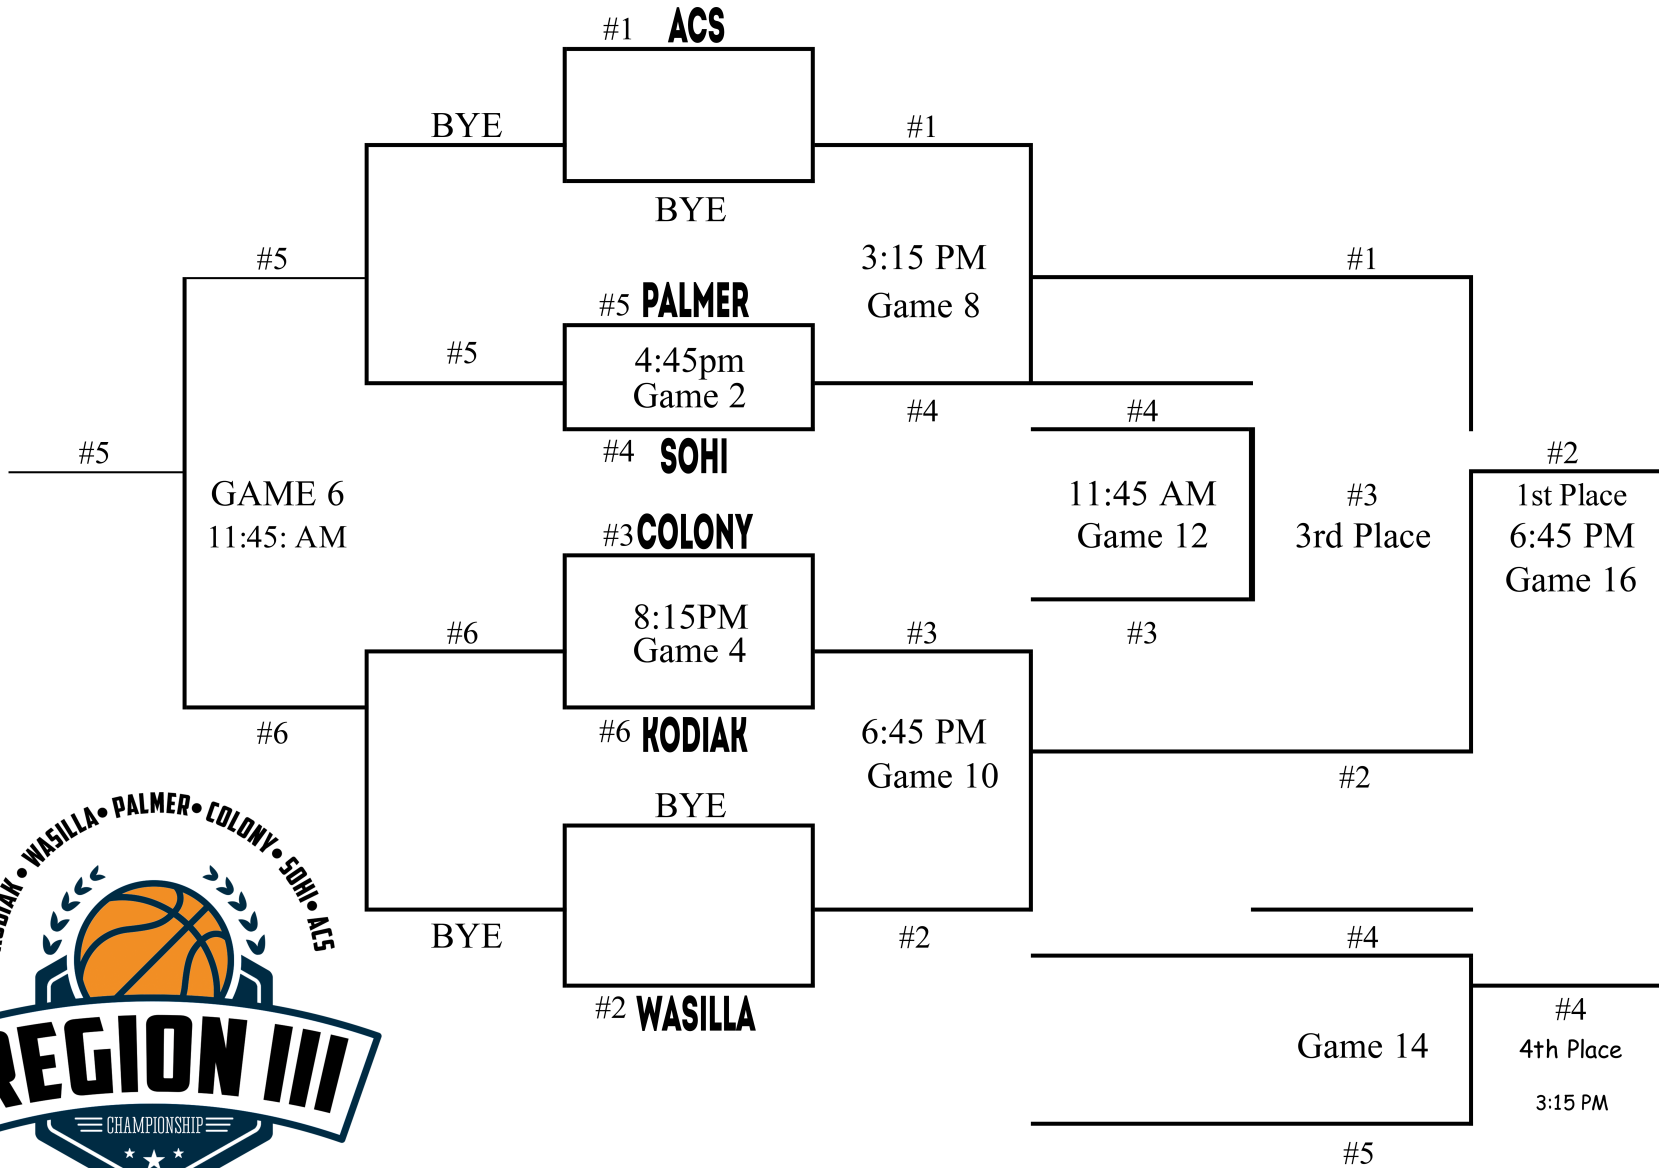 #1 ACS
BYE
#1
BYE
#5
3:15 PM
Game 8
#1
#5 PALMER
4:45pm
Game 2
#5
#4
#4
#4 SOHI
#5
GAME 6
11:45: AM
11:45 AM
Game 12
#3
3rd Place
#2
1st Place
6:45 PM
Game 16
#3 COLONY
8:15PM
Game 4
#6
#3
#3
#6 KODIAK
#6
6:45 PM
Game 10
#2
BYE
BYE
#2
#2 WASILLA
#4
Game 14
#4
4th Place
3:15 PM
#5
• WASILLA • PALMER • COLONY • SOHI • ACS
REGION III
CHAMPIONSHIP